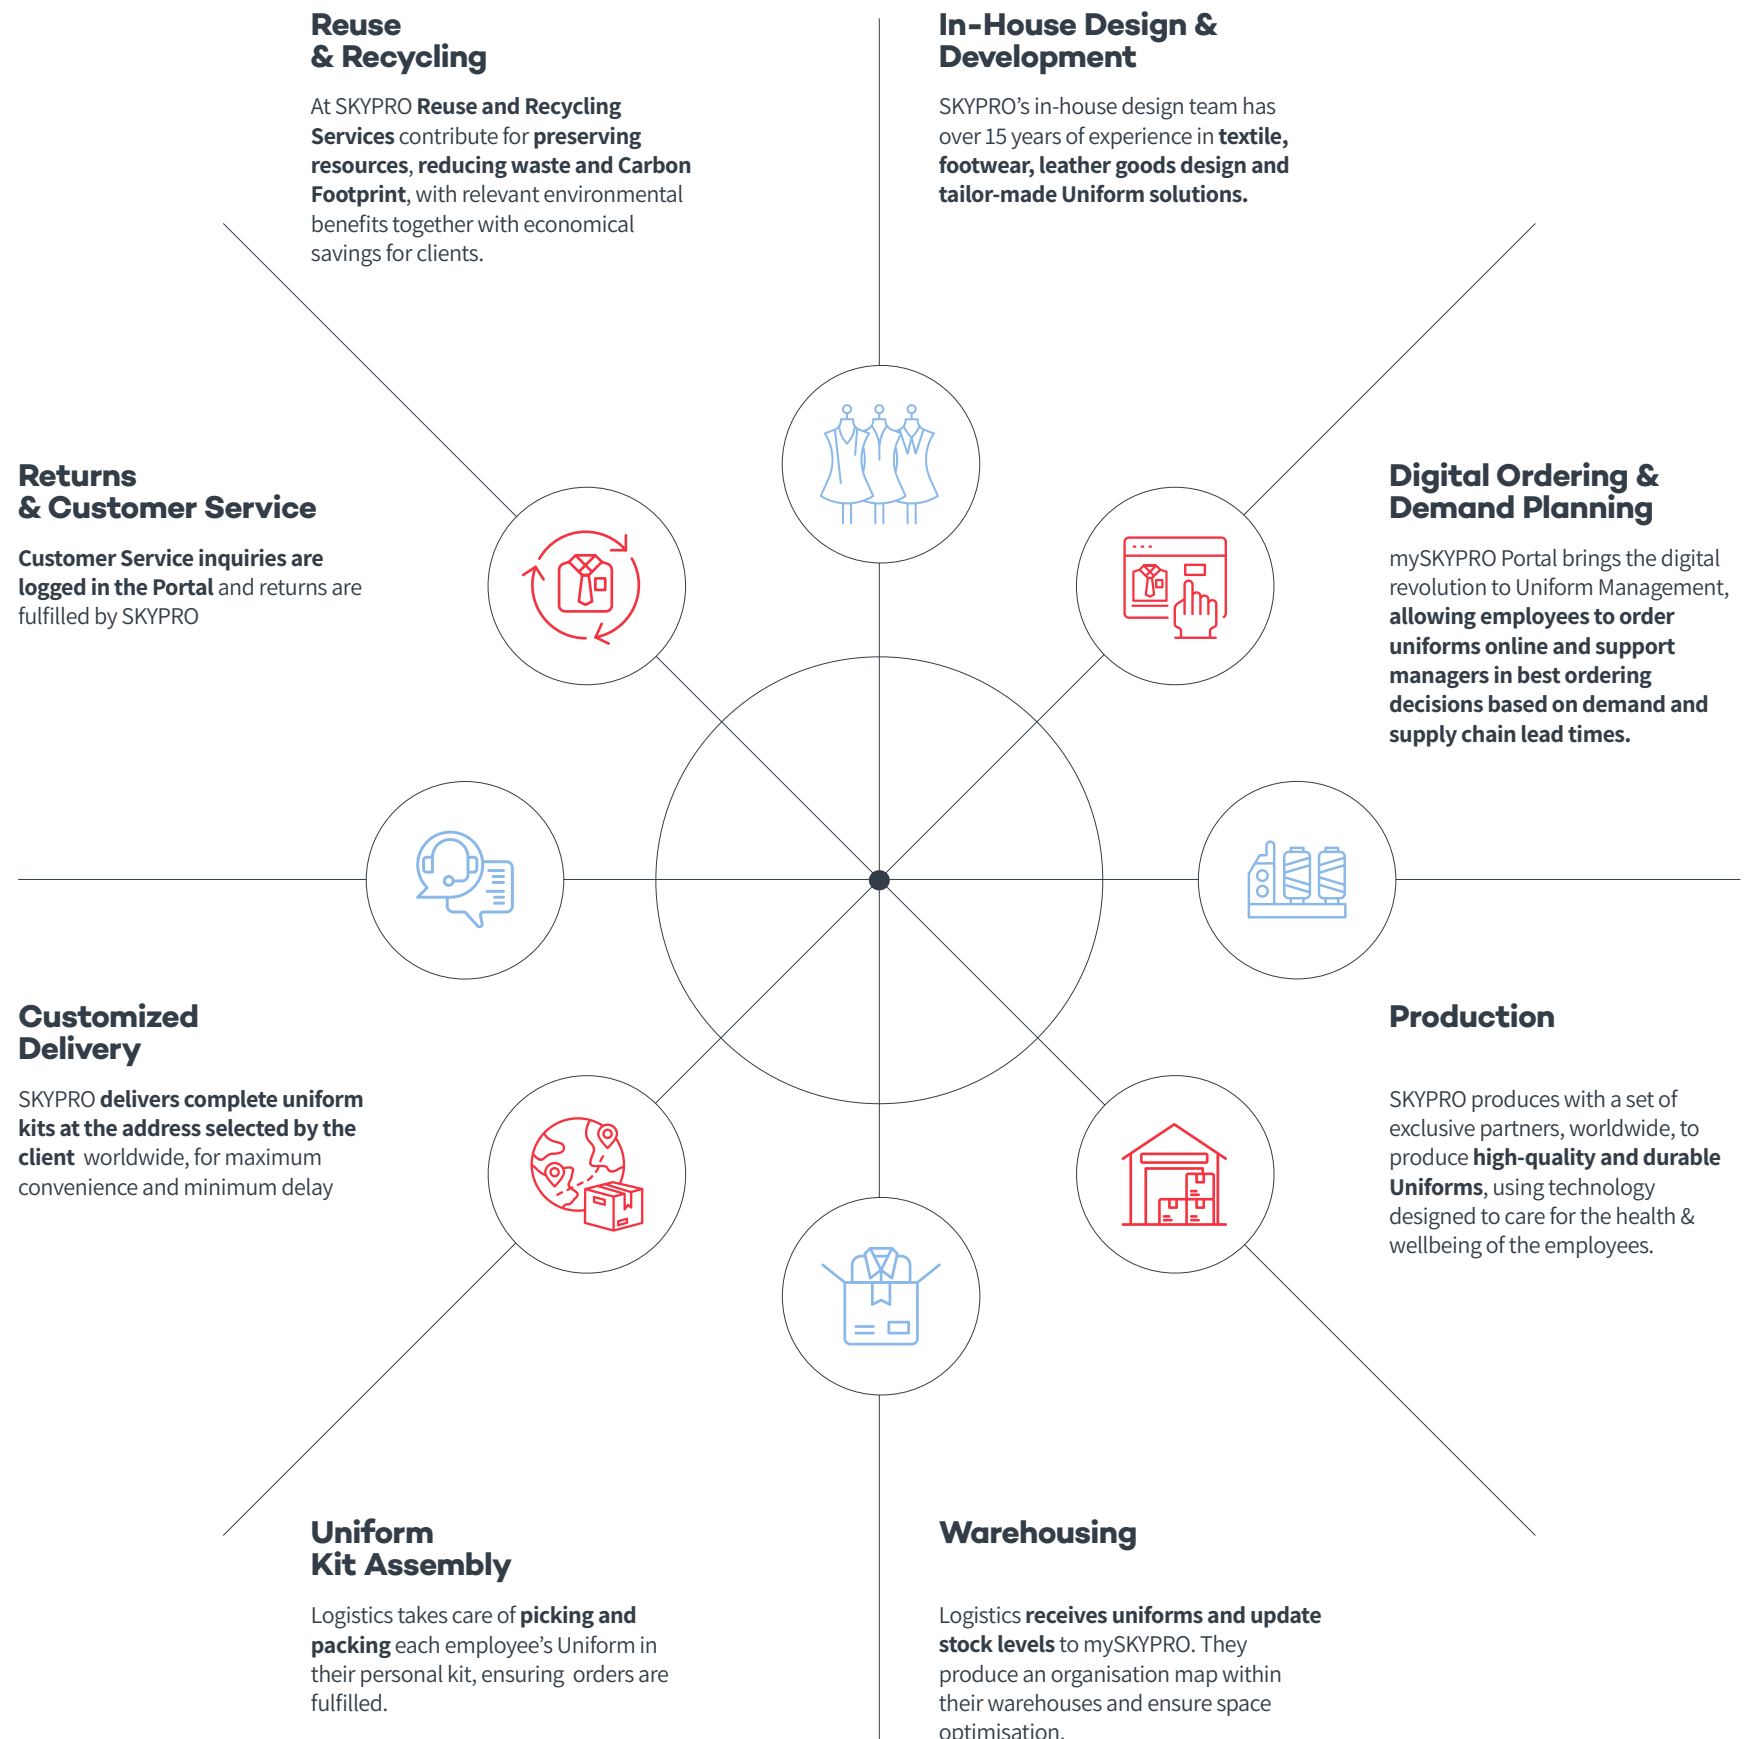 Reuse
& Recycling
At SKYPRO Reuse and Recycling
Services contribute for preserving
resources, reducing waste and Carbon
Footprint, with relevant environmental
benefits together with economical
savings for clients.
In-House Design &
Development
SKYPRO's in-house design team has
over 15 years of experience in textile,
footwear, leather goods design and
tailor-made Uniform solutions.
Returns
& Customer Service
Customer Service inquiries are
logged in the Portal and returns are
fulfilled by SKYPRO
Digital Ordering &
Demand Planning
mySKYPRO Portal brings the digital
revolution to Uniform Management,
allowing employees to order
uniforms online and support
managers in best ordering
decisions based on demand and
supply chain lead times.
Customized
Delivery
SKYPRO delivers complete uniform
kits at the address selected by the
client worldwide, for maximum
convenience and minimum delay
Production
SKYPRO produces with a set of
exclusive partners, worldwide, to
produce high-quality and durable
Uniforms, using technology
designed to care for the health &
wellbeing of the employees.
Uniform
Kit Assembly
Logistics takes care of picking and
packing each employee's Uniform in
their personal kit, ensuring orders are
fulfilled.
Warehousing
Logistics receives uniforms and update
stock levels to mySKYPRO. They
produce an organisation map within
their warehouses and ensure space
optimisation.